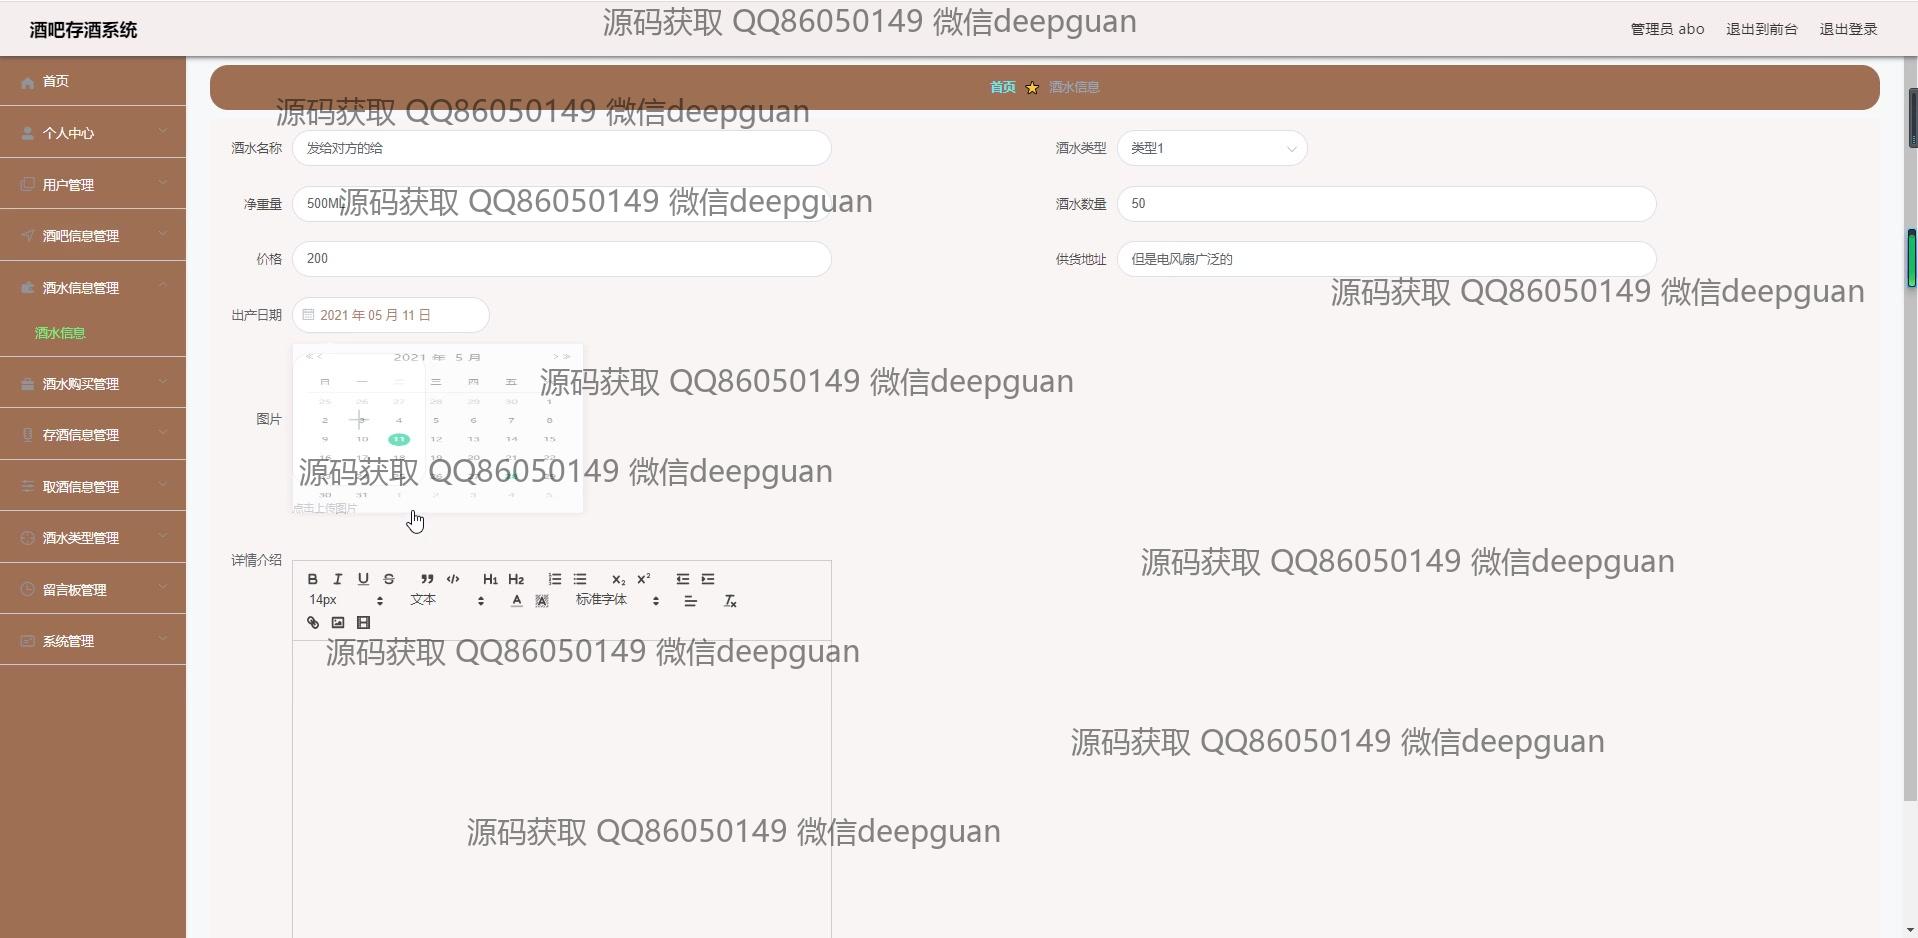 酒吧存酒系统
源码获取 QQ86050149 微信deepguan
管理员 abo 退出到前台 退出登录
首页
首页 酒水信息
源码获取 QQ86050149 微信deepguan
个人中心
酒水名称 发给对方的给 酒水类型 类型1
用户管理
净重量 500ML 酒水数量 50
源码获取 QQ86050149 微信deepguan
酒吧信息管理
价格 200 供货地址 但是电风扇广泛的
酒水信息管理
源码获取 QQ86050149 微信deepguan
出产日期 2021 年 05 月 11 日
酒水信息
2021 年 5 月
日 一 二 三 四 五
源码获取 QQ86050149 微信deepguan
酒水购买管理
25 26 27 28 29 30 1
图片
2 3 4 5 6 7 8
存酒信息管理
9 10 11 12 13 14 15
16 17 18 19 20 21 22
源码获取 QQ86050149 微信deepguan
取酒信息管理
30 31 1 2 3 4 5
点击上传图片
酒水类型管理
详情介绍
源码获取 QQ86050149 微信deepguan
B I U S H1 H2 X2 X2
留言板管理
14px 文本 A A 标准字体 Tx
系统管理
源码获取 QQ86050149 微信deepguan
源码获取 QQ86050149 微信deepguan
源码获取 QQ86050149 微信deepguan